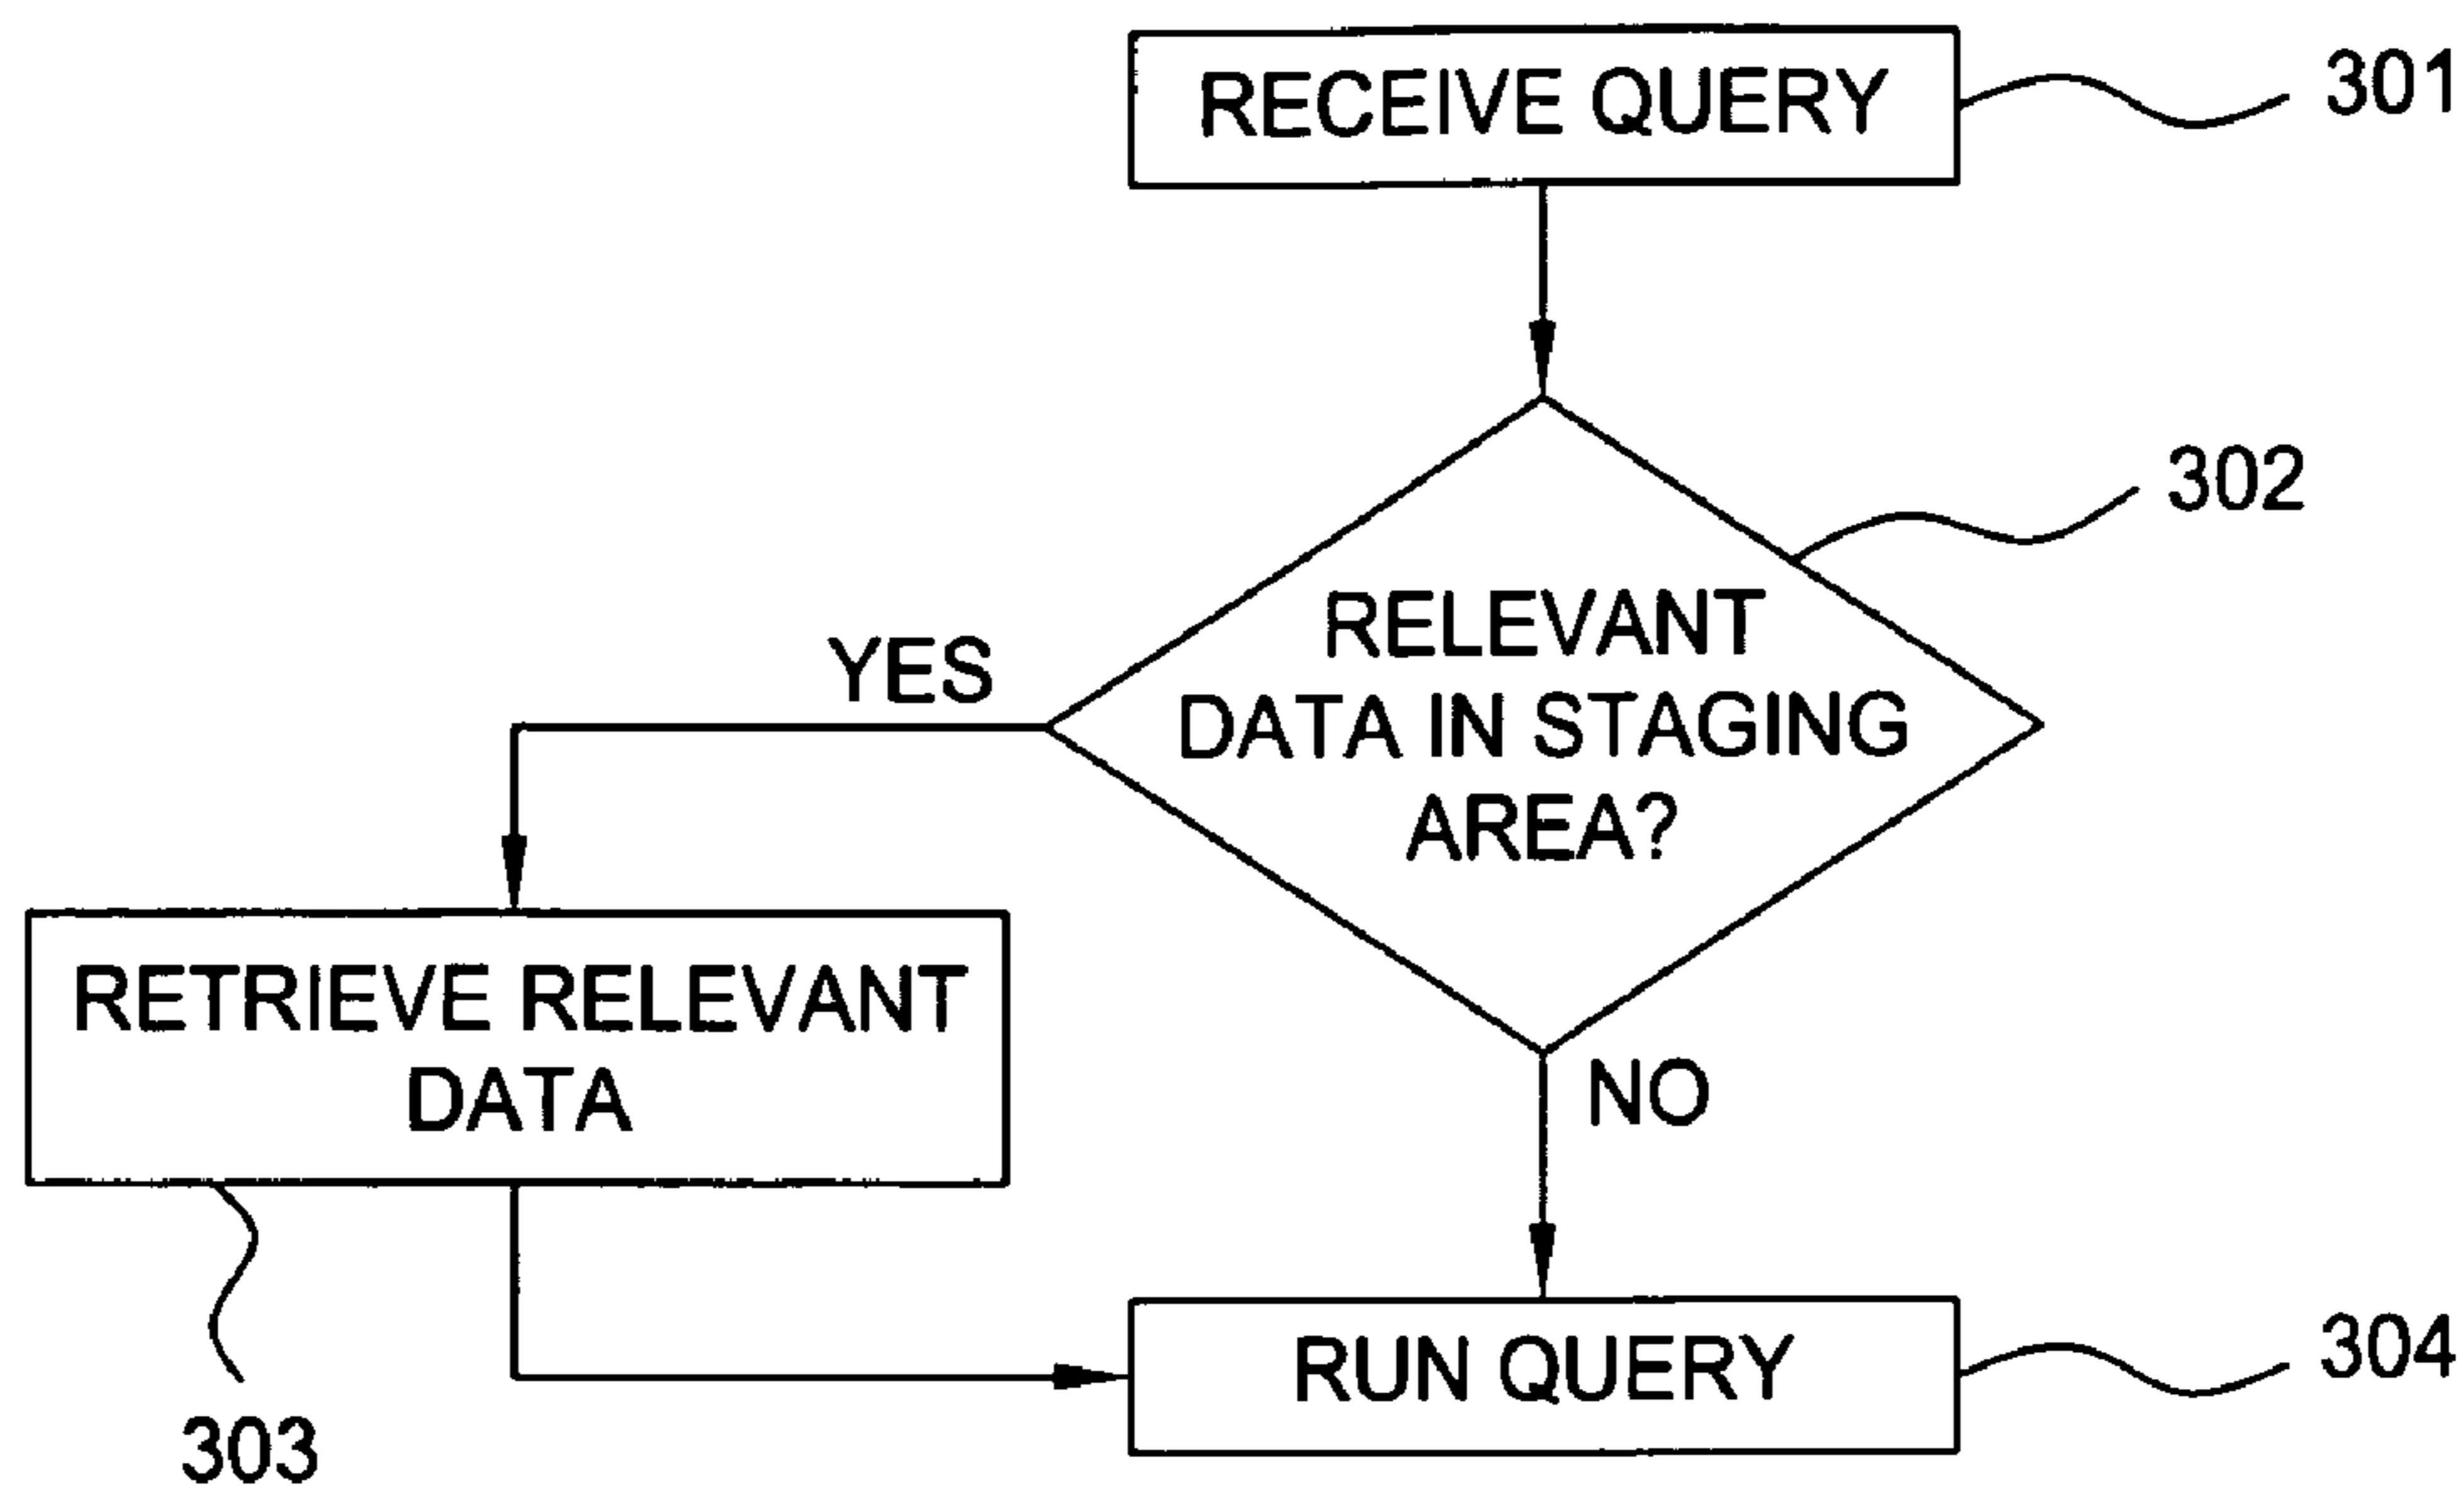 RECEIVE QUERY
301
302
RELEVANT
DATA IN STAGING
AREA?
YES
NO
RETRIEVE RELEVANT
DATA
303
RUN QUERY
304